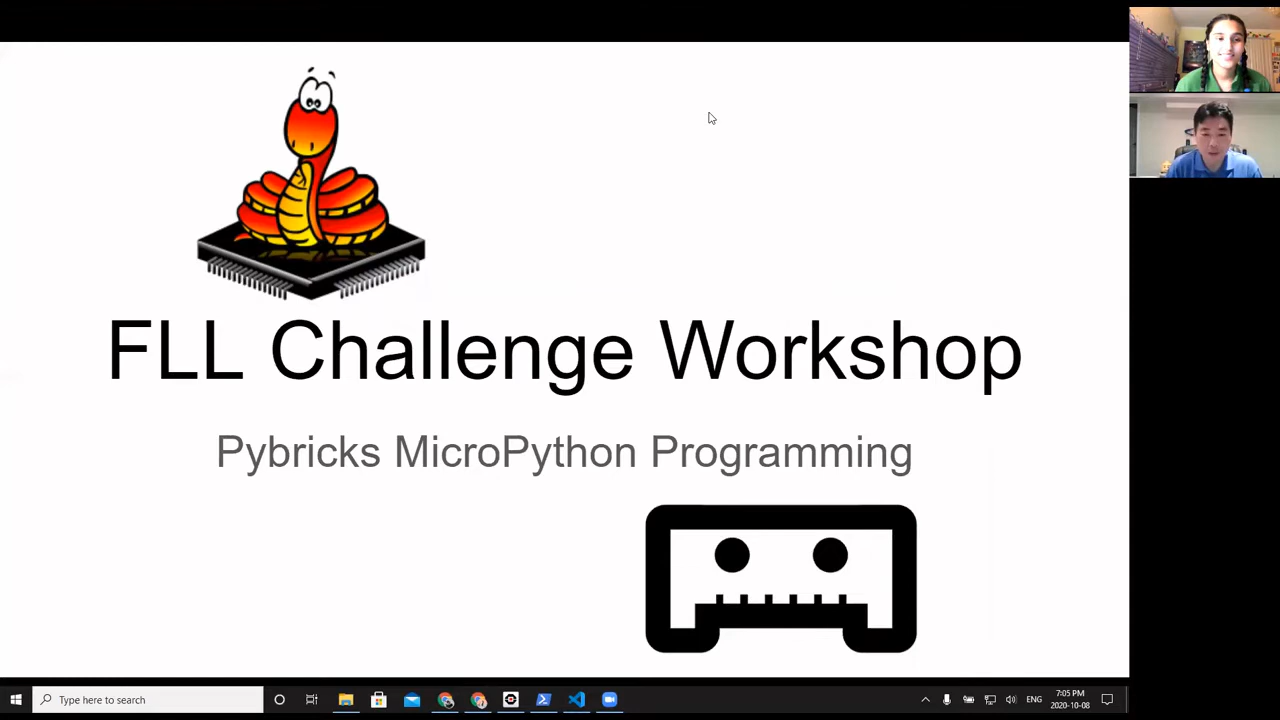 FLL Challenge Workshop
Pybricks MicroPython Programming
Type here to search
ENG
7:05 PM
2020-10-08